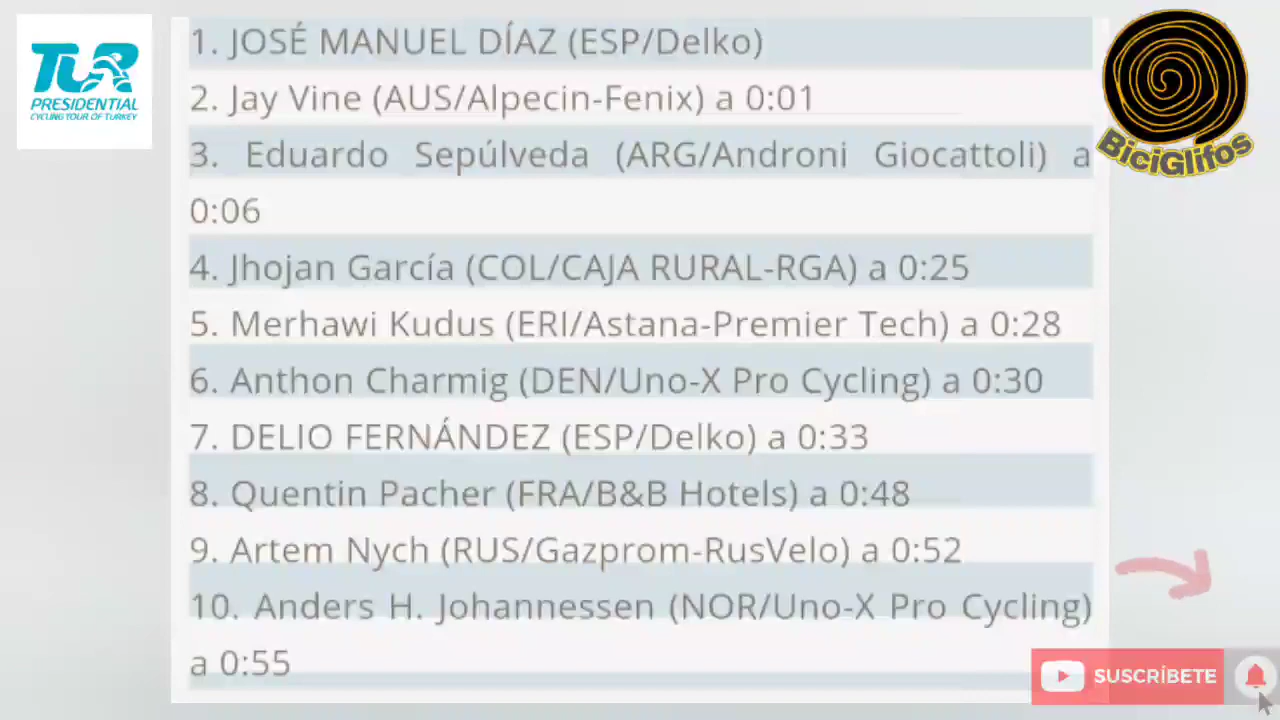 TUR
PRESIDENTIAL
CYCLING TOUR OF TURKEY
1. JOSÉ MANUEL DÍAZ (ESP/Delko)
2. Jay Vine (AUS/Alpecin-Fenix) a 0:01
3. Eduardo Sepúlveda (ARG/Androni Giocattoli) a
0:06
4. Jhojan García (COL/CAJA RURAL-RGA) a 0:25
5. Merhawi Kudus (ERI/Astana-Premier Tech) a 0:28
6. Anthon Charmig (DEN/Uno-X Pro Cycling) a 0:30
7. DELIO FERNÁNDEZ (ESP/Delko) a 0:33
8. Quentin Pacher (FRA/B&B Hotels) a 0:48
9. Artem Nych (RUS/Gazprom-RusVelo) a 0:52
10. Anders H. Johannessen (NOR/Uno-X Pro Cycling)
a 0:55
BiciGlifos
SUSCRÍBETE